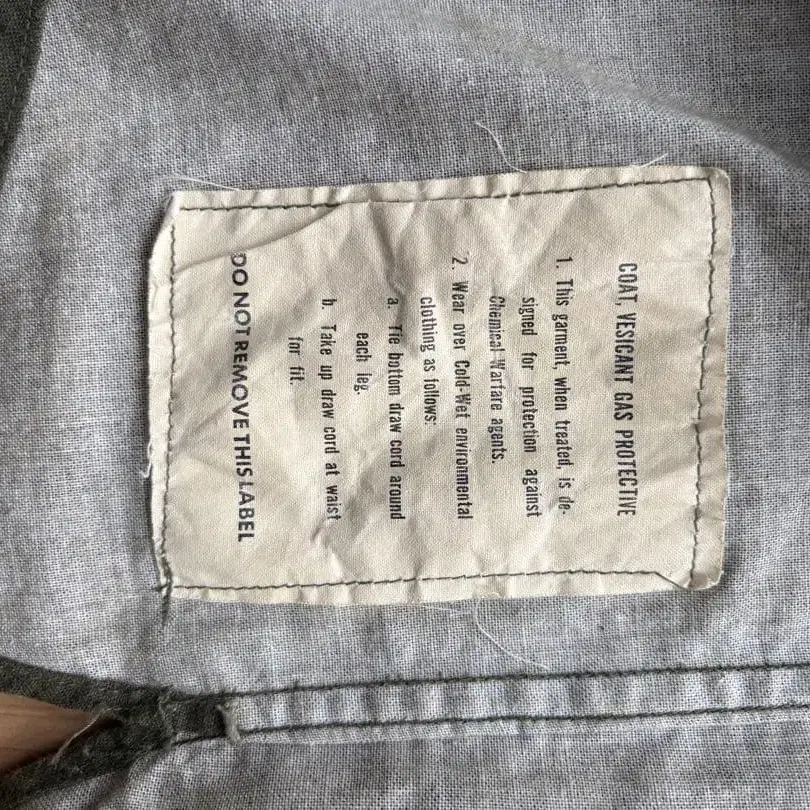 COAT, VESICANT GAS PROTECTIVE
1. This garment, when treated, is de-
signed for protection against
Chemical Warfare agents.
2. Wear over Cold-Wet environmental
clothing as follows:
a. Tie bottom draw cord around
each leg.
b. Take up draw cord at waist
for fit.
DO NOT REMOVE THIS LABEL